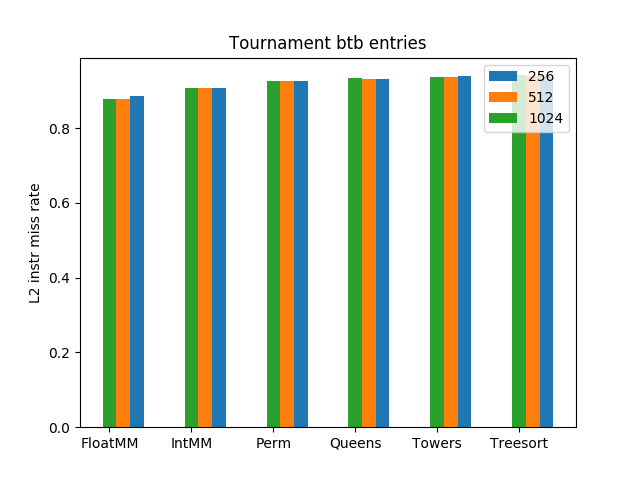 Tournament btb entries
256
512
1024
L2 instr miss rate
0.8
0.6
0.4
0.2
0.0
FloatMM IntMM Perm Queens Towers Treesort